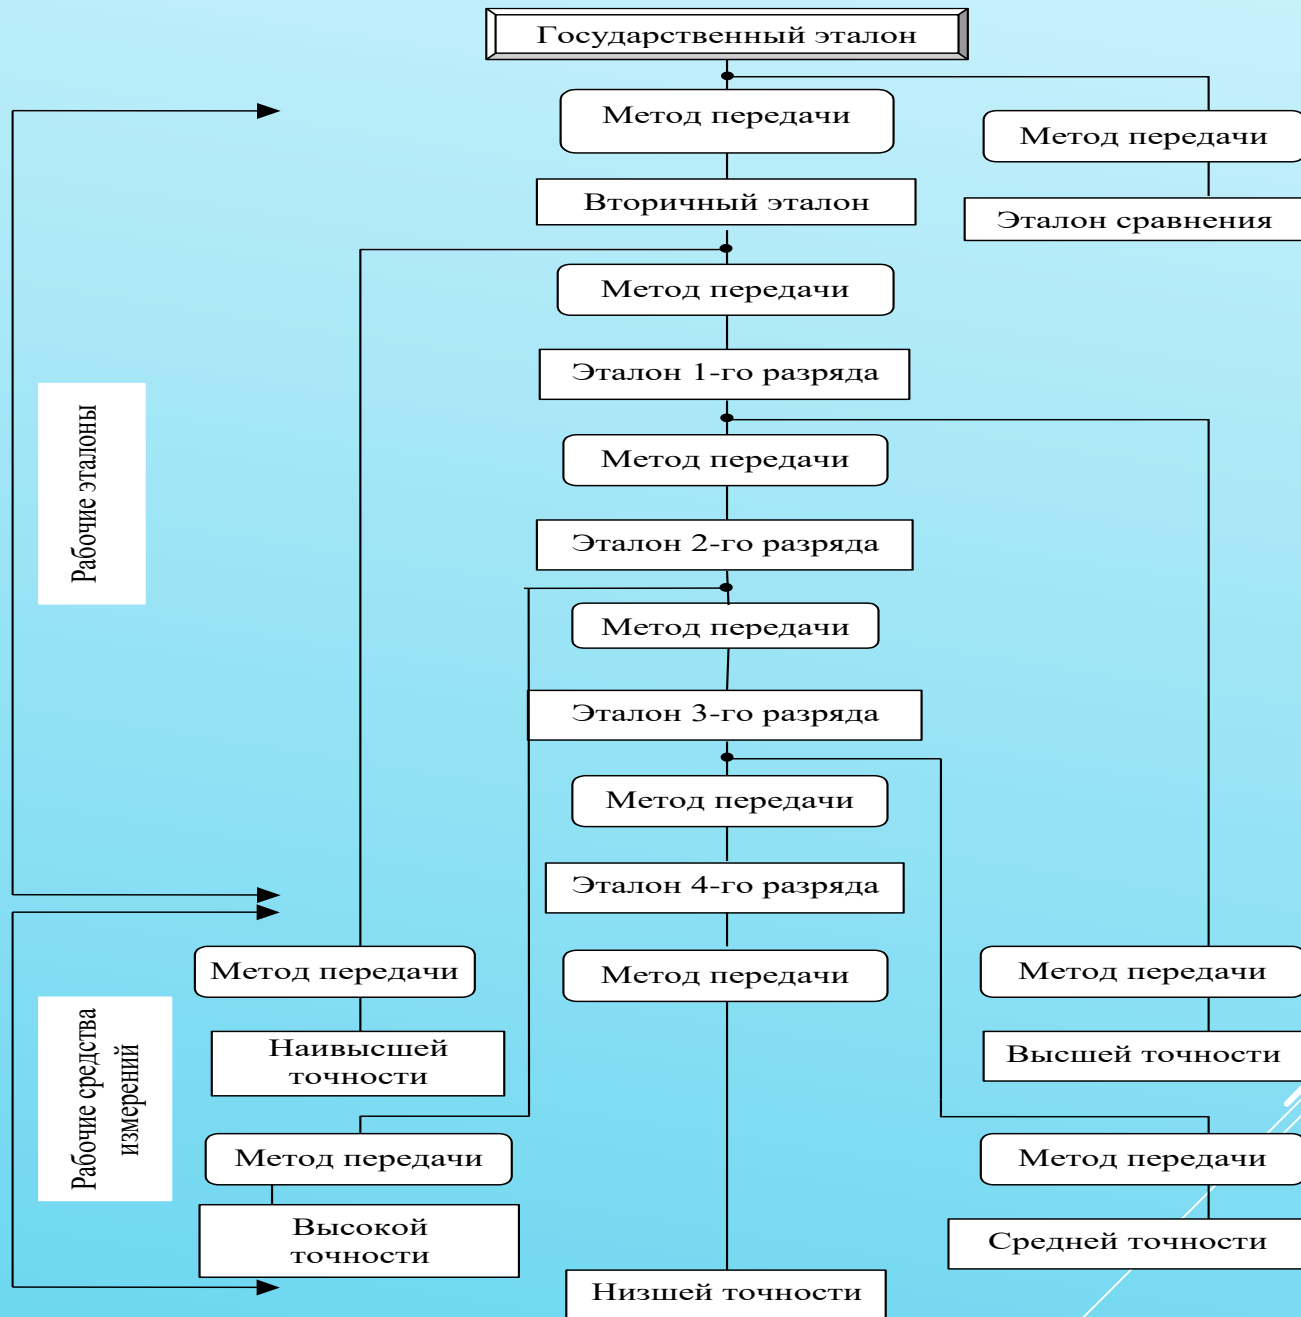 Государственный эталон
Метод передачи
Метод передачи
Вторичный эталон
Эталон сравнения
Метод передачи
Эталон 1-го разряда
Рабочие эталоны
Метод передачи
Эталон 2-го разряда
Метод передачи
Эталон 3-го разряда
Метод передачи
Эталон 4-го разряда
Метод передачи
Метод передачи
Метод передачи
Рабочие средства
измерений
Наивысшей
точности
Высшей точности
Метод передачи
Метод передачи
Высокой
точности
Средней точности
Низшей точности